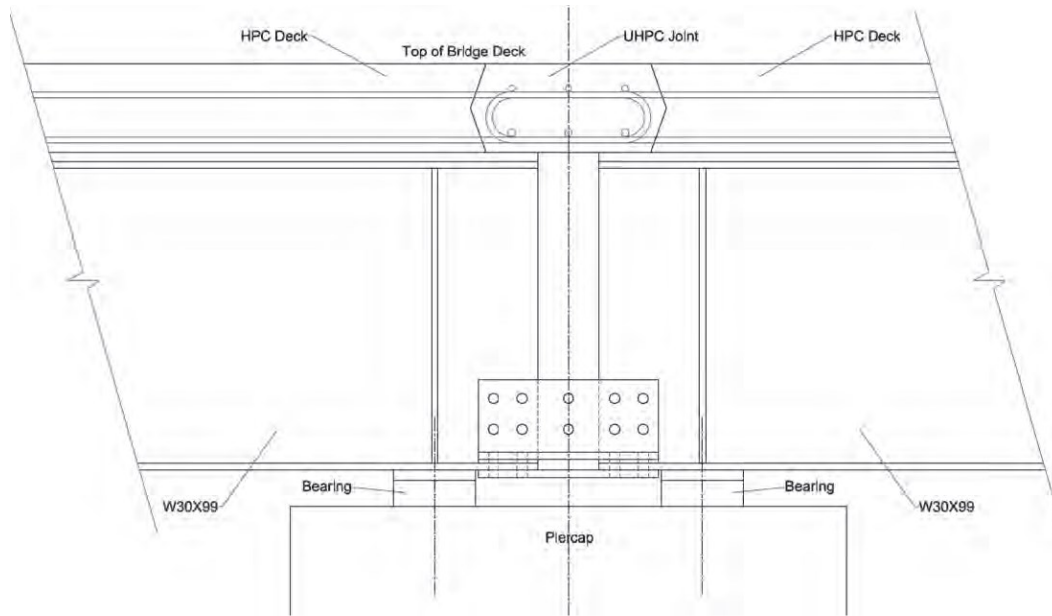 HPC Deck
UHPC Joint
HPC Deck
Top of Bridge Deck
Bearing
Bearing
W30X99
W30X99
Piercap